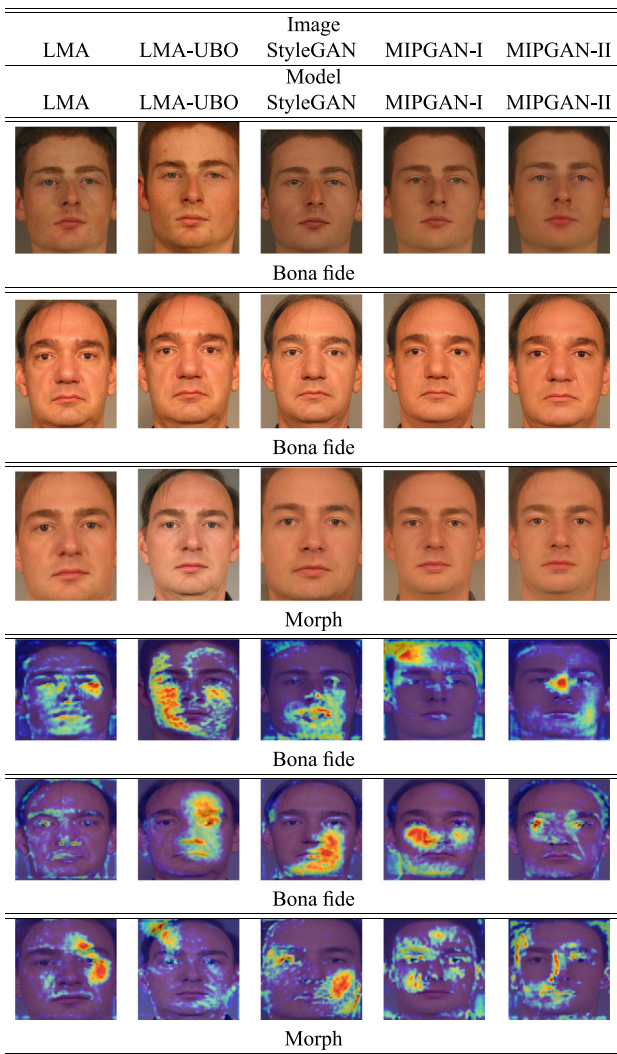 Image
LMA LMA-UBO StyleGAN MIPGAN-I MIPGAN-II
Model
LMA LMA-UBO StyleGAN MIPGAN-I MIPGAN-II
Bona fide
Bona fide
Morph
Bona fide
Bona fide
Morph